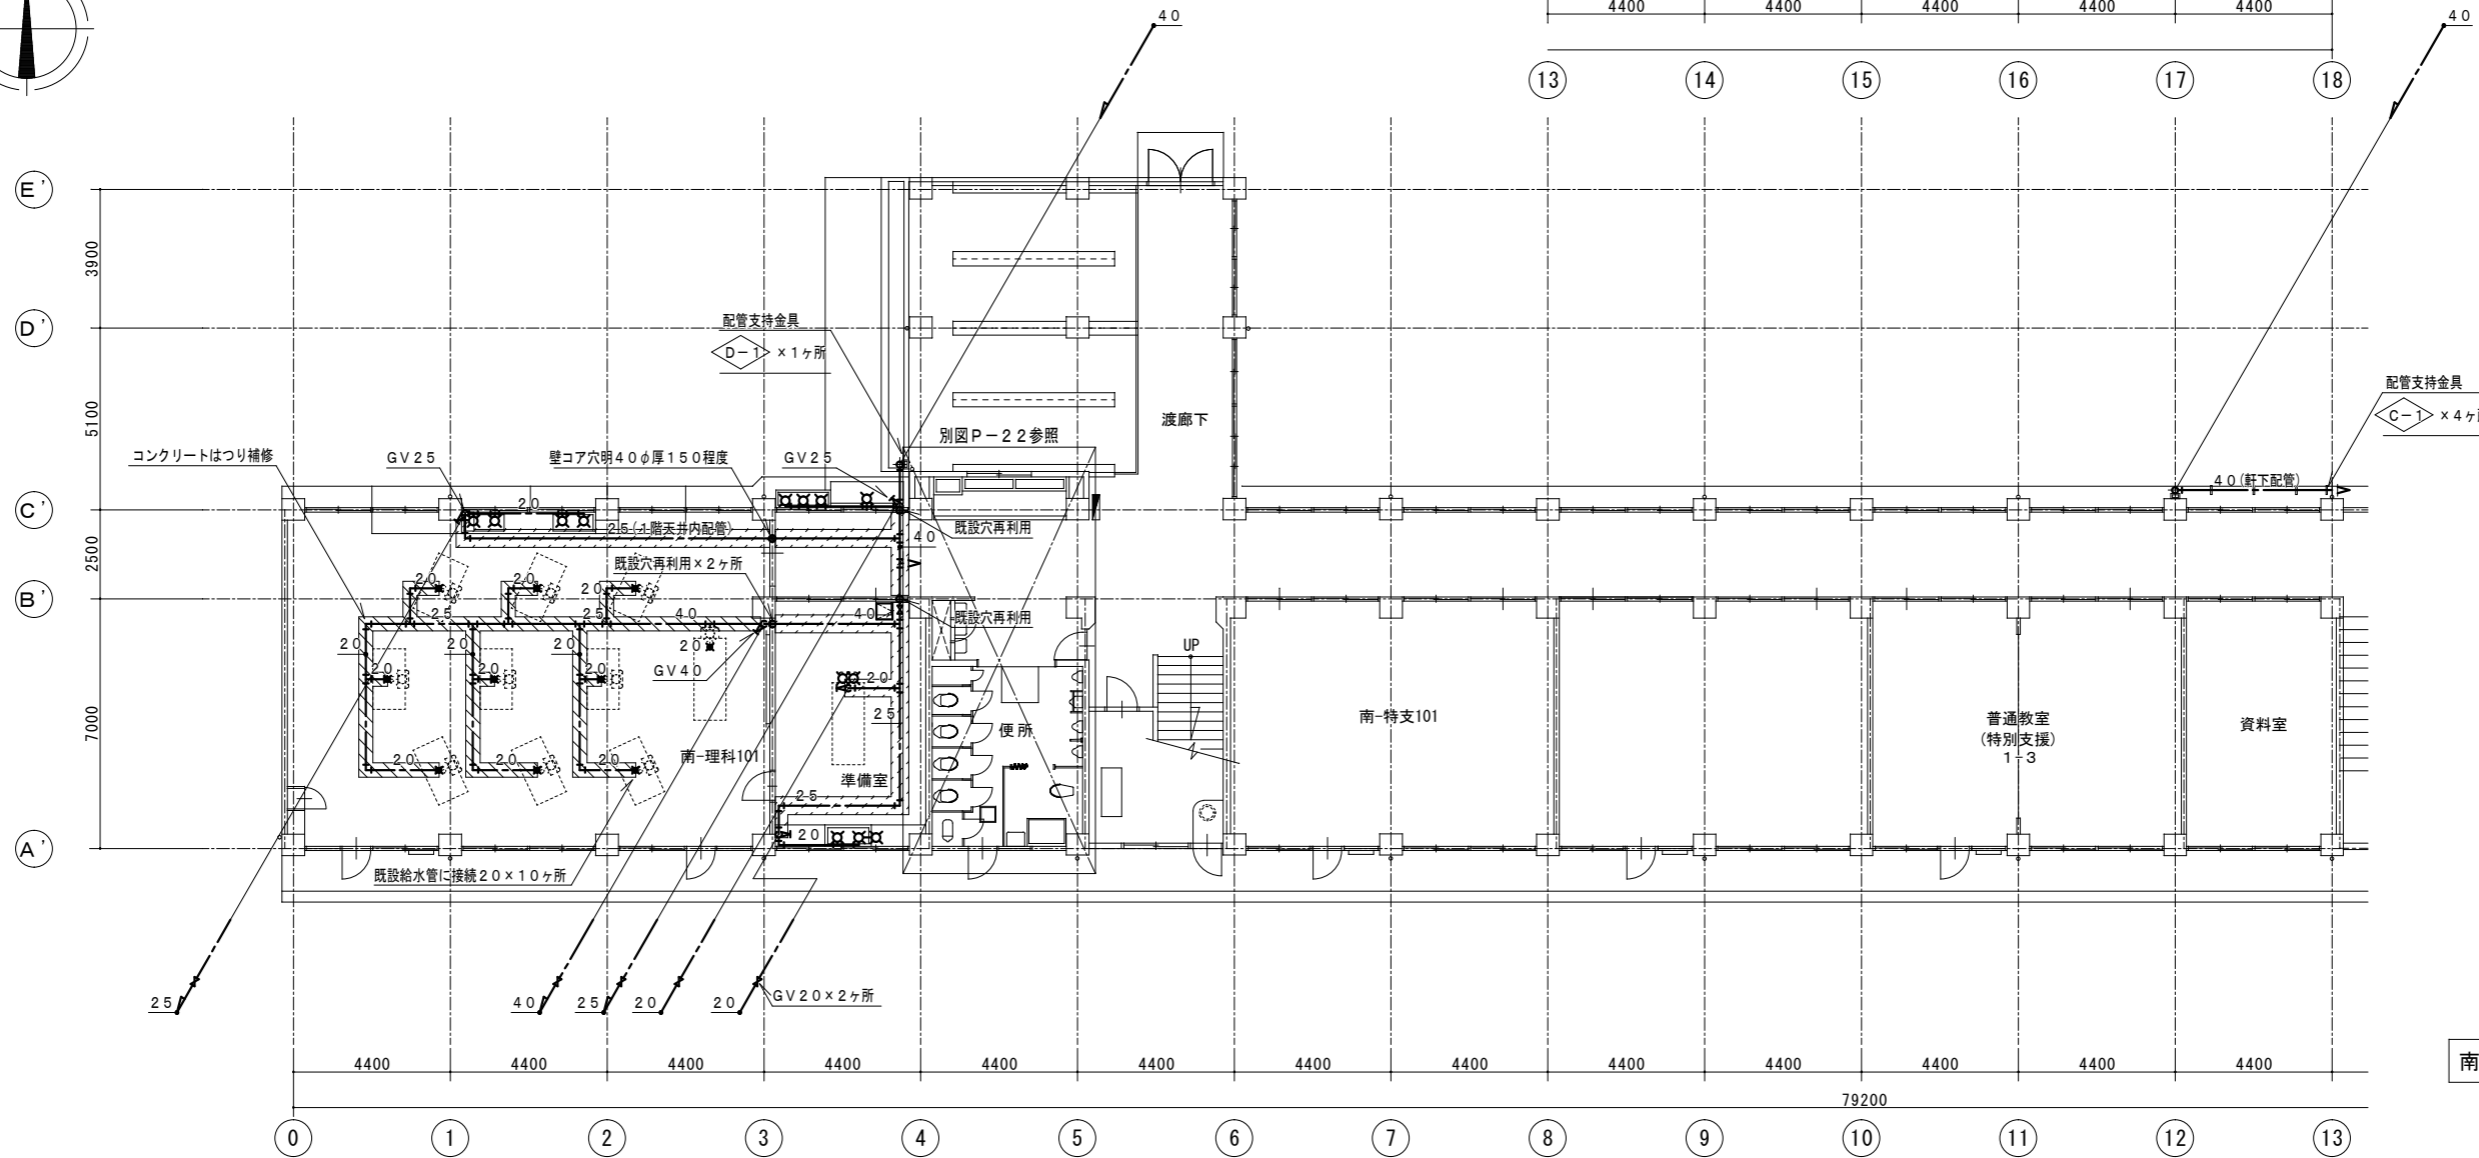 4400
4400
4400
4400
4400
40
40
13
14
15
16
17
18
E'
D'
C'
B'
A'
3900
5100
2500
7000
配管支持金具
D-1 ×1ヶ所
別図P-22参照
渡廊下
配管支持金具
C-1 ×4ヶ所
コンクリートはつり補修
GV25
壁コア穴明40φ厚150程度
GV25
40(軒下配管)
20
25(1階天井内配管)
既設穴再利用
40
既設穴再利用×2ヶ所
20
20
20
25
25
40
40
既設穴再利用
20
20
20
20
20
20
20
20
GV40
25
UP
便所
南-理科101
準備室
南-特支101
普通教室
(特別支援)
1-3
資料室
20
20
20
25
20
既設給水管に接続20×10ヶ所
25
40
25
20
20
GV20×2ヶ所
4400
4400
4400
4400
4400
4400
4400
4400
4400
4400
4400
4400
4400
79200
南
0
1
2
3
4
5
6
7
8
9
10
11
12
13